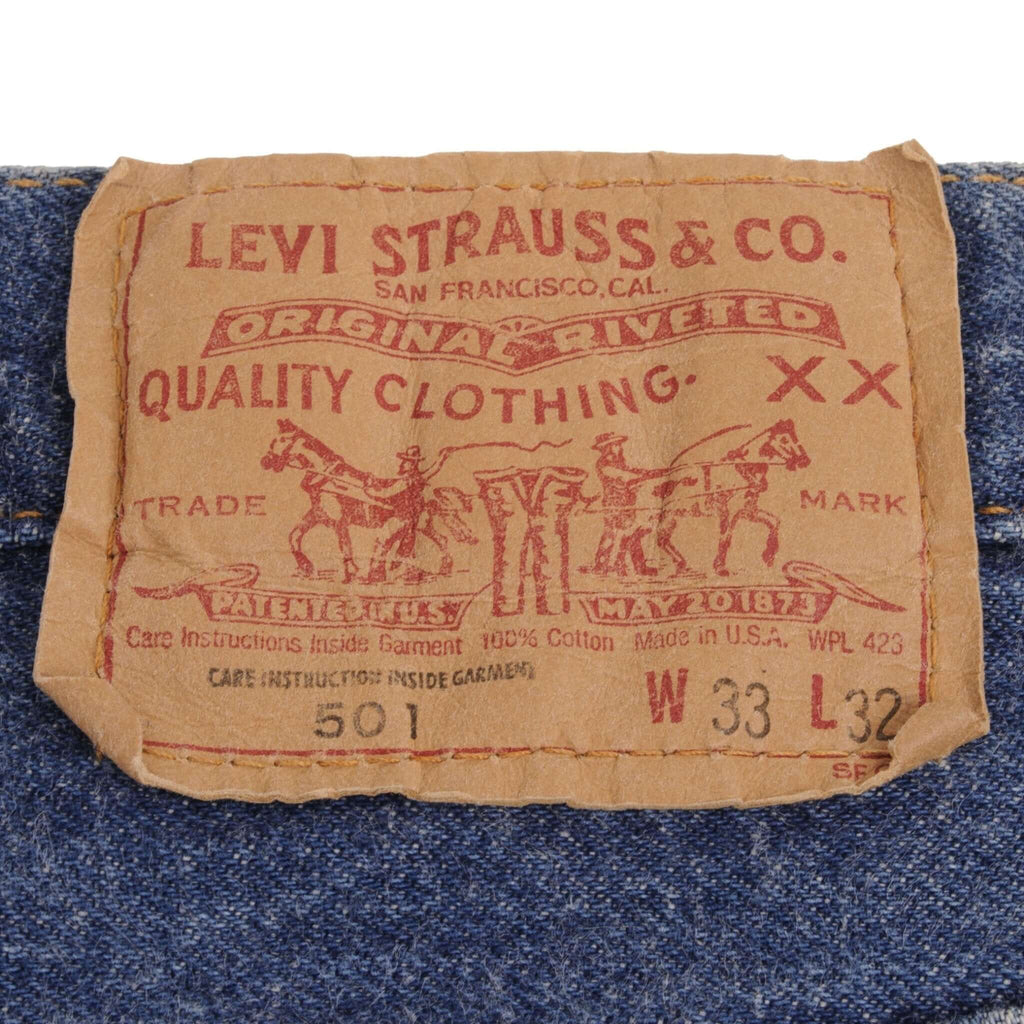 LEVI STRAUSS & CO.
SAN FRANCISCO, CAL.
ORIGINAL RIVETED
QUALITY CLOTHING. XX
TRADE MARK
PATENTED IN U.S. MAY 20 1873
Care Instructions Inside Garment 100% Cotton Made in U.S.A. WPL 423
CARE INSTRUCTION INSIDE GARMENT
501 W 33 L 32